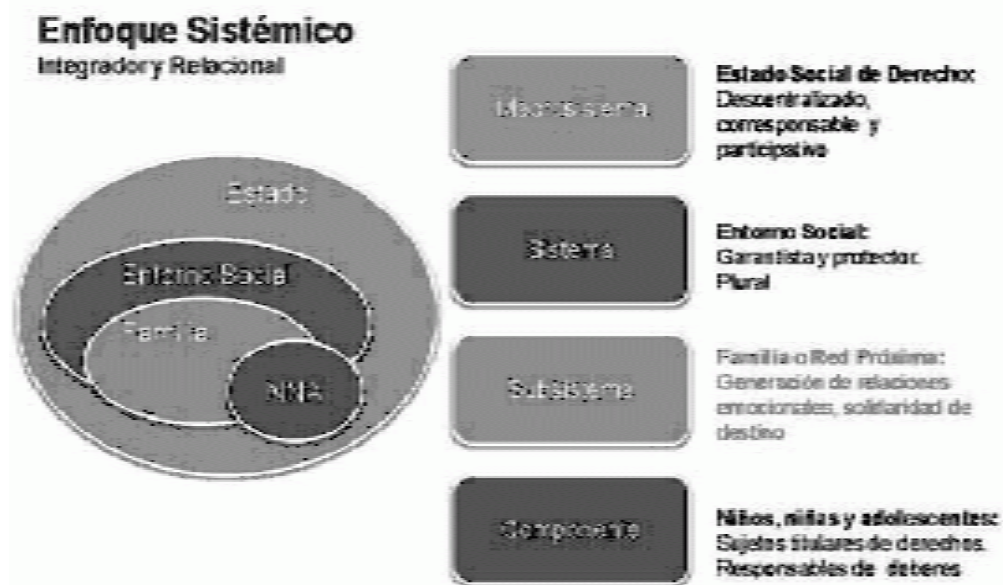 Enfoque Sistémico
Integrador y Relacional
Estado
Entorno Social
Familia
NNA
Macrosistema
Estado Social de Derecho:
Descentralizado,
corresponsable y
participativo
Sistema
Entorno Social:
Garantista y protector.
Plural
Subsistema
Familia o Red Próxima:
Generación de relaciones
emocionales, solidaridad de
destino
Componente
Niños, niñas y adolescentes:
Sujetos titulares de derechos.
Responsables de deberes